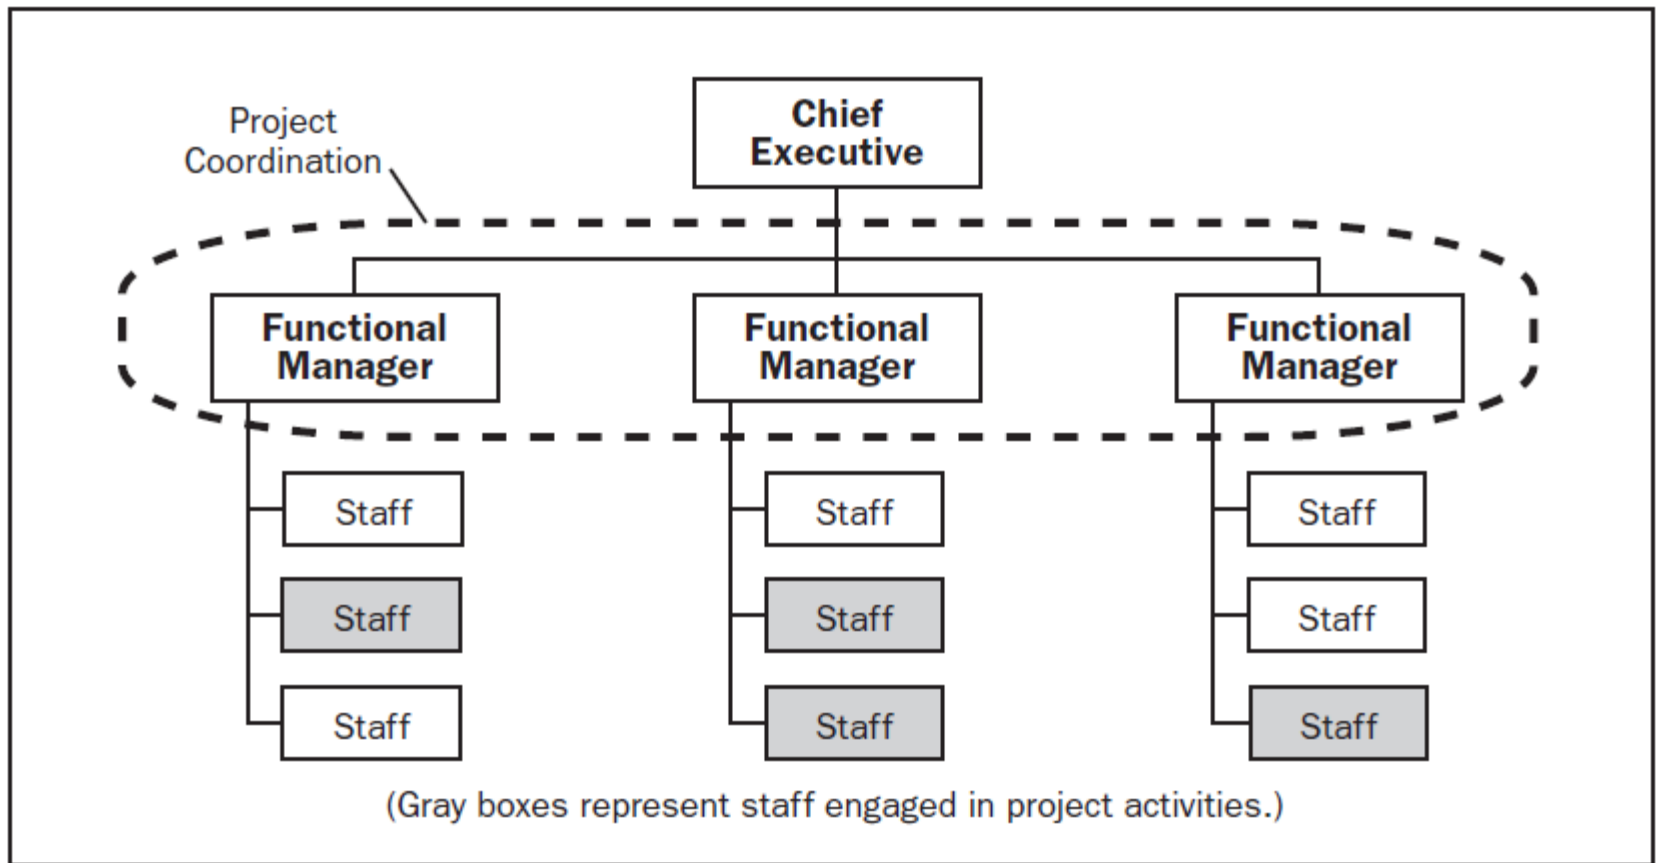 Project
Coordination
Chief
Executive
Functional
Manager
Functional
Manager
Functional
Manager
Staff
Staff
Staff
Staff
Staff
Staff
Staff
Staff
Staff
(Gray boxes represent staff engaged in project activities.)